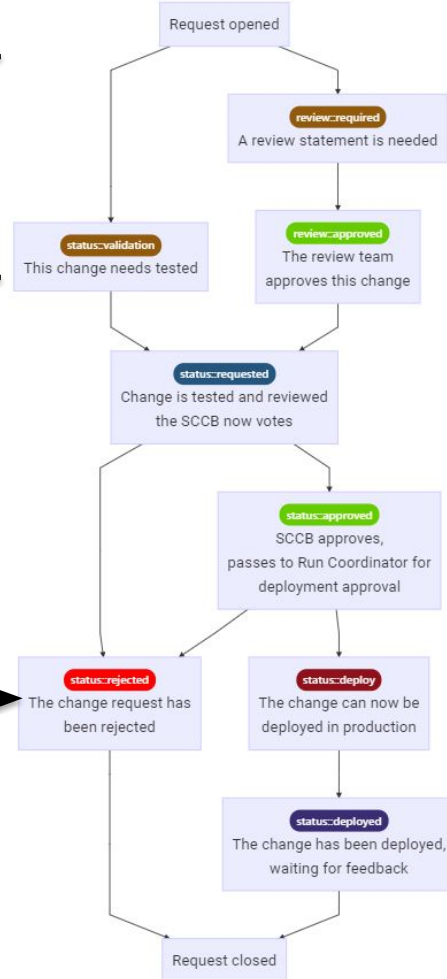 Request opened
review::required
A review statement is needed
status::validation
This change needs tested
review::approved
The review team
approves this change
status::requested
Change is tested and reviewed
the SCCB now votes
status::approved
SCCB approves,
passes to Run Coordinator for
deployment approval
status::rejected
The change request has
been rejected
status::deploy
The change can now be
deployed in production
status::deployed
The change has been deployed,
waiting for feedback
Request closed